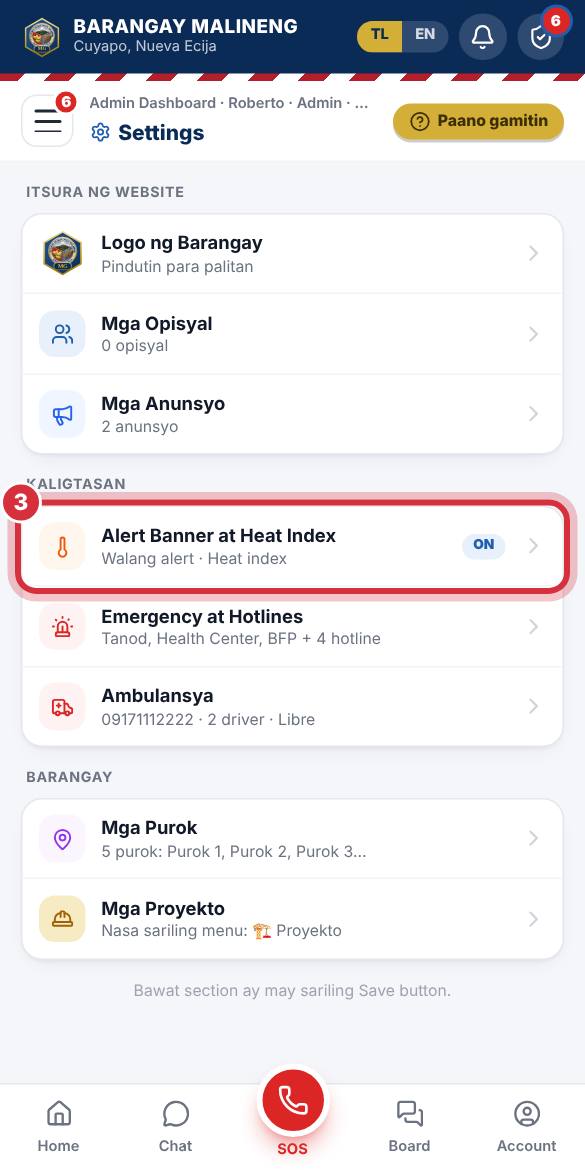 BARANGAY MALINENG
Cuyapo, Nueva Ecija
TL EN
6
6
Admin Dashboard · Roberto · Admin · ...
Settings
Paano gamitin
ITSURA NG WEBSITE
Logo ng Barangay
Pindutin para palitan
Mga Opisyal
0 opisyal
Mga Anunsyo
2 anunsyo
KALIGTASAN
3
Alert Banner at Heat Index
Walang alert · Heat index
ON
Emergency at Hotlines
Tanod, Health Center, BFP + 4 hotline
Ambulansya
09171112222 · 2 driver · Libre
BARANGAY
Mga Purok
5 purok: Purok 1, Purok 2, Purok 3...
Mga Proyekto
Nasa sariling menu: 🏗️ Proyekto
Bawat section ay may sariling Save button.
Home
Chat
SOS
Board
Account